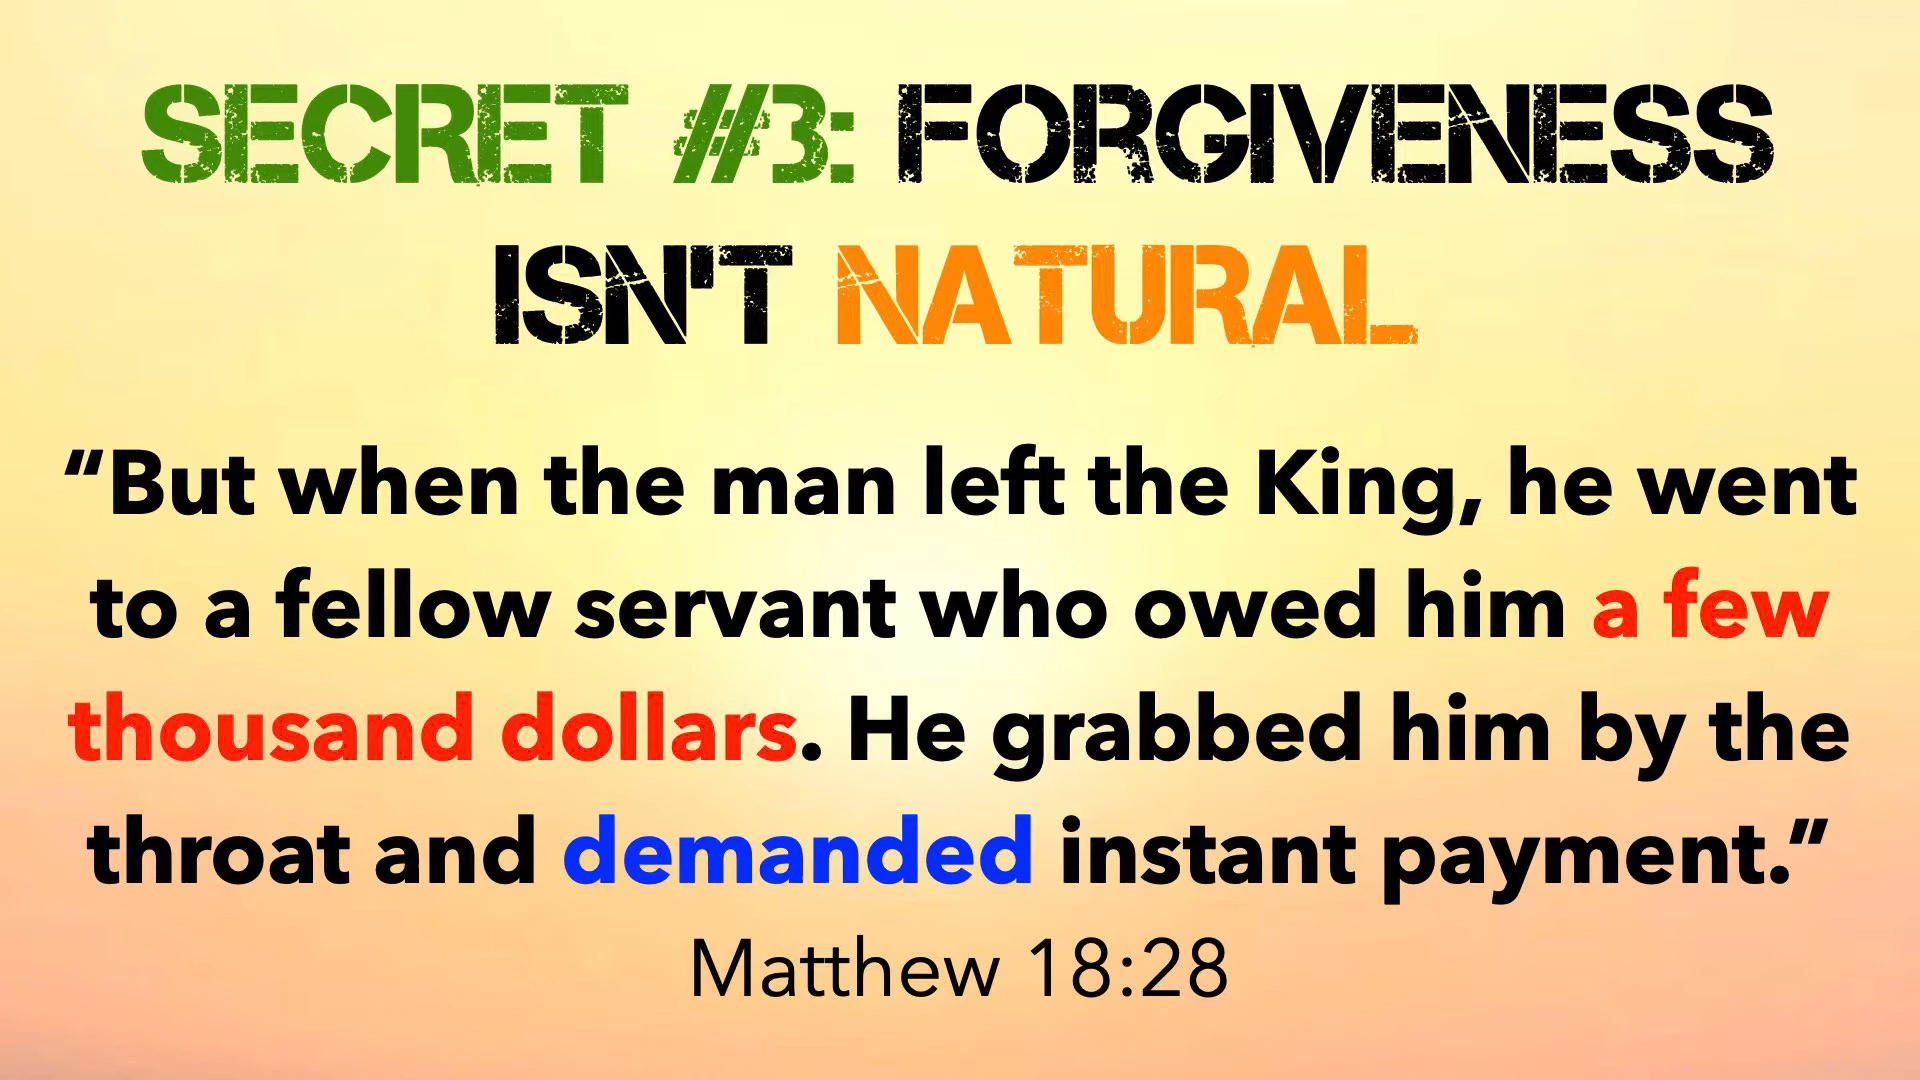 SECRET #3: FORGIVENESS
ISN'T NATURAL
“But when the man left the King, he went
to a fellow servant who owed him a few
thousand dollars. He grabbed him by the
throat and demanded instant payment.”
Matthew 18:28